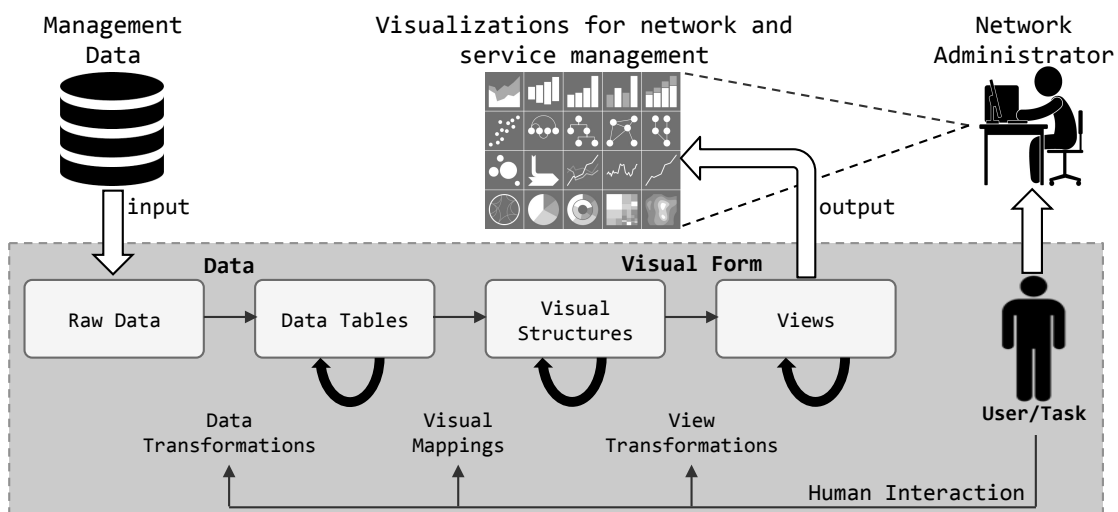 Management
Data
Visualizations for network and
service management
Network
Administrator
input
output
Data
Visual Form
Raw Data
Data Tables
Visual
Structures
Views
User/Task
Data
Transformations
Visual
Mappings
View
Transformations
Human Interaction